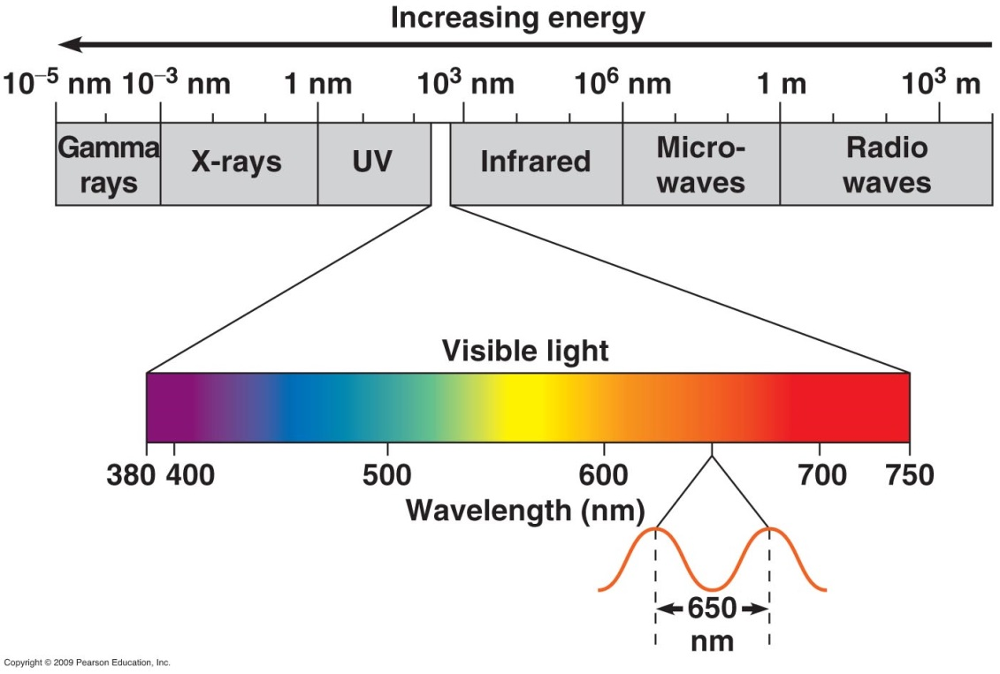 Increasing energy
10⁻⁵ nm 10⁻³ nm 1 nm 10³ nm 10⁶ nm 1 m 10³ m
Gamma rays
X-rays
UV
Infrared
Micro-
waves
Radio
waves
Visible light
380 400 500 600 700 750
Wavelength (nm)
650
nm
Copyright © 2009 Pearson Education, Inc.